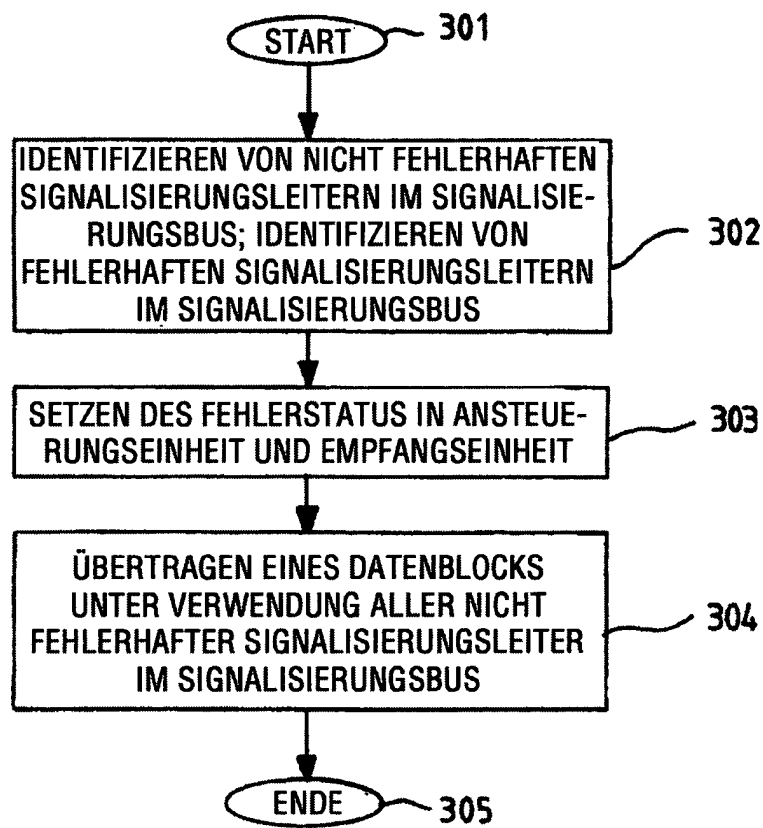 START
301
IDENTIFIZIEREN VON NICHT FEHLERHAFTEN
SIGNALISIERUNGSLEITERN IM SIGNALISIE-
RUNGSBUS; IDENTIFIZIEREN VON
FEHLERHAFTEN SIGNALISIERUNGSLEITERN
IM SIGNALISIERUNGSBUS
302
SETZEN DES FEHLERSTATUS IN ANSTEUE-
RUNGSEINHEIT UND EMPFANGSEINHEIT
303
ÜBERTRAGEN EINES DATENBLOCKS
UNTER VERWENDUNG ALLER NICHT
FEHLERHAFTER SIGNALISIERUNGSLEITER
IM SIGNALISIERUNGSBUS
304
ENDE
305